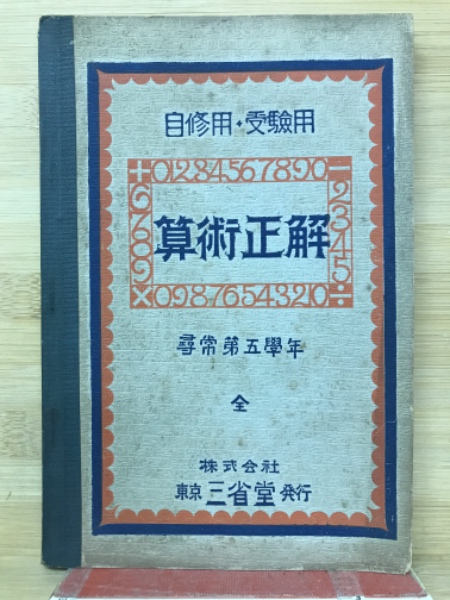 自修用・受驗用
+01234567890−
算術正解
6789
2345
×09876543210÷
尋常第五學年
全
株式会社
東京三省堂発行